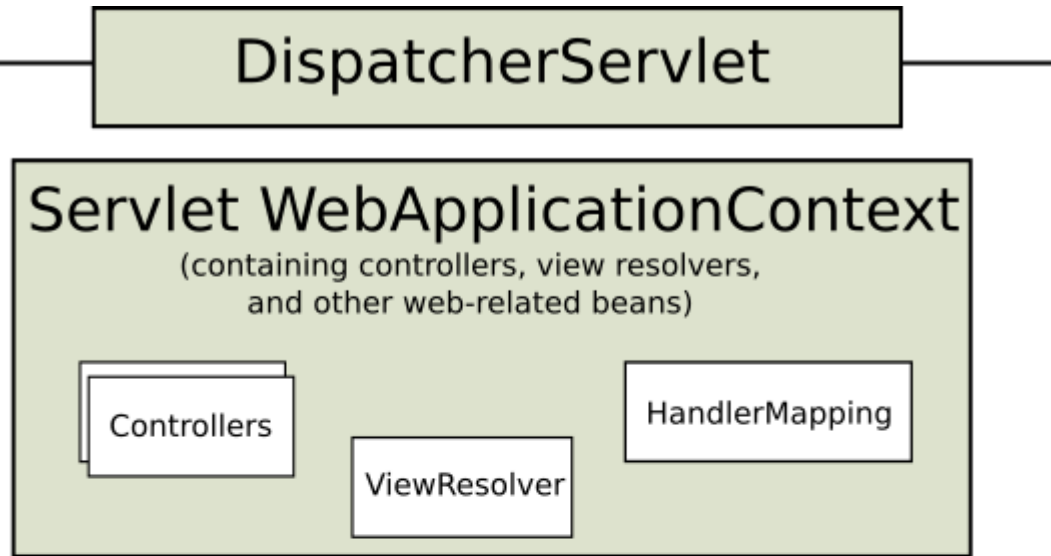 DispatcherServlet
Servlet WebApplicationContext
(containing controllers, view resolvers,
and other web-related beans)
Controllers
HandlerMapping
ViewResolver